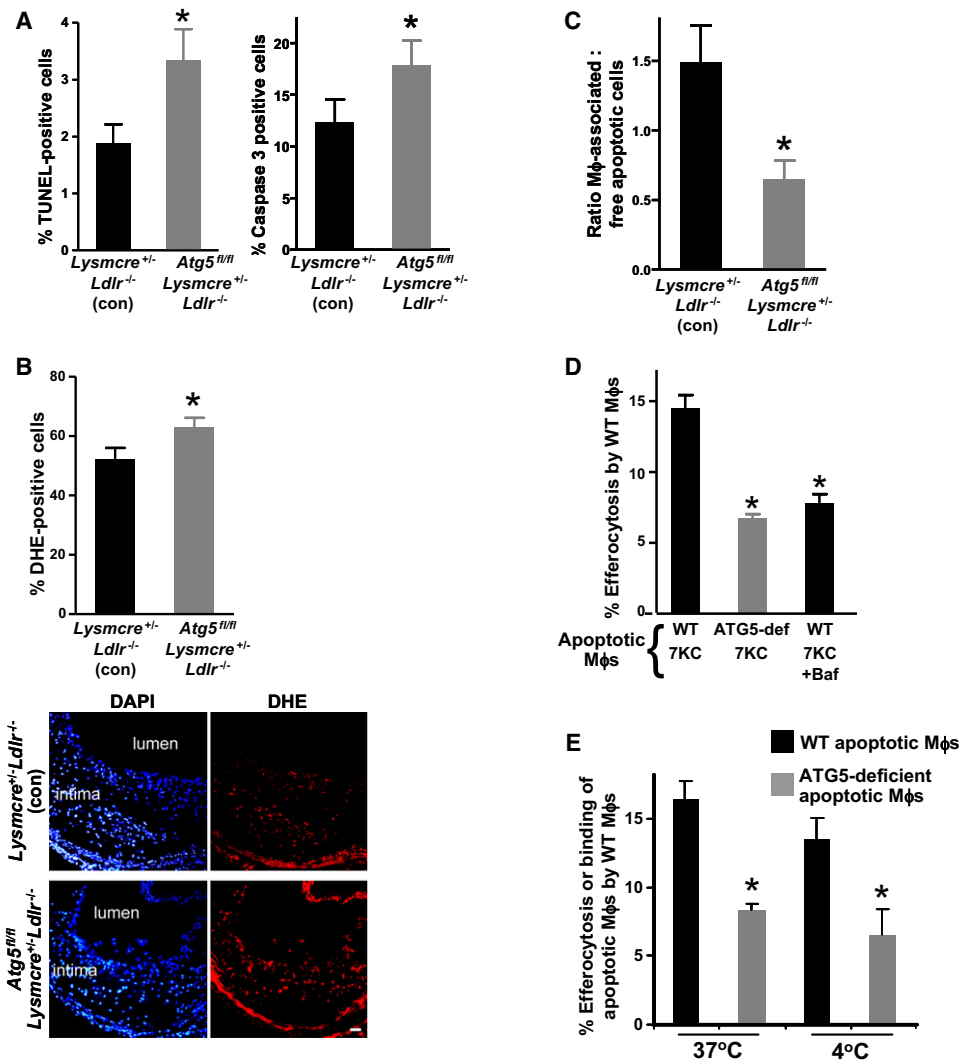 A
% TUNEL-positive cells
4
3
2
1
0
*
Lysmcre+/-
Ldlr-/-
(con)
Atg5fl/fl
Lysmcre+/-
Ldlr-/-
% Caspase 3 positive cells
20
15
10
5
0
*
Lysmcre+/-
Ldlr-/-
(con)
Atg5fl/fl
Lysmcre+/-
Ldlr-/-
B
% DHE-positive cells
80
60
40
20
0
*
Lysmcre+/-
Ldlr-/-
(con)
Atg5fl/fl
Lysmcre+/-
Ldlr-/-
DAPI
DHE
Lysmcre+/-Ldlr-/-
(con)
lumen
intima
Atg5fl/fl
Lysmcre+/-Ldlr-/-
lumen
intima
C
Ratio Mϕ-associated :
free apoptotic cells
1.5
1.0
0.5
0.0
*
Lysmcre+/-
Ldlr-/-
(con)
Atg5fl/fl
Lysmcre+/-
Ldlr-/-
D
% Efferocytosis by WT Mϕs
15
10
5
0
*
*
Apoptotic
Mϕs
{
WT
7KC
ATG5-def
7KC
WT
7KC
+Baf
E
WT apoptotic Mϕs
ATG5-deficient
apoptotic Mϕs
% Efferocytosis or binding of
apoptotic Mϕs by WT Mϕs
15
10
5
0
*
*
37ºC
4ºC